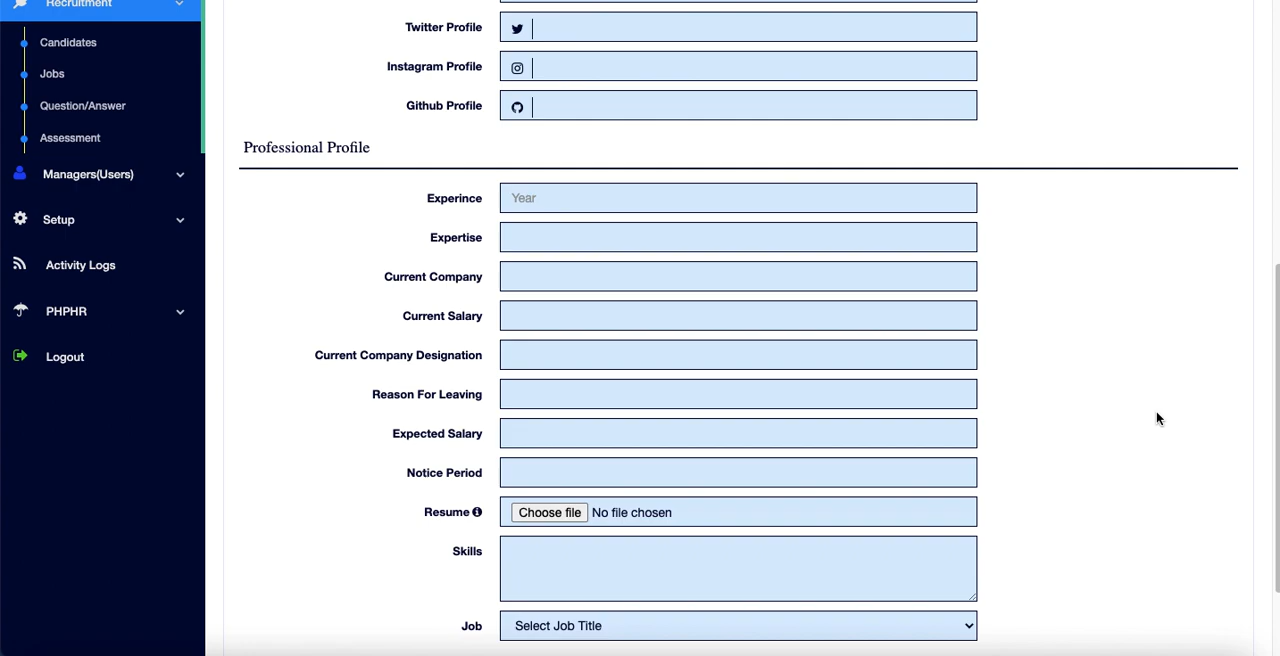 Recruitment
Candidates
Jobs
Question/Answer
Assessment
Managers(Users)
Setup
Activity Logs
PHPHR
Logout
Twitter Profile
Instagram Profile
Github Profile
Professional Profile
Experince Year
Expertise
Current Company
Current Salary
Current Company Designation
Reason For Leaving
Expected Salary
Notice Period
Resume Choose file No file chosen
Skills
Job Select Job Title